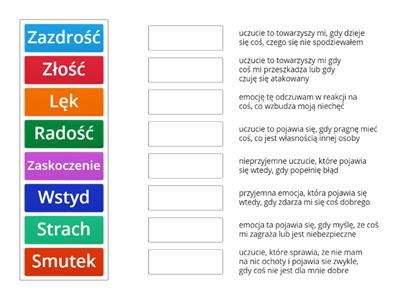 Zazdrość
Złość
Lęk
Radość
Zaskoczenie
Wstyd
Strach
Smutek
uczucie to towarzyszy mi, gdy dzieje
się coś, czego się nie spodziewałem
uczucie to towarzyszy mi gdy
coś mi przeszkadza lub gdy
czuję się atakowany
emocję tę odczuwam w reakcji na
coś, co wzbudza moją niechęć
uczucie to pojawia się, gdy pragnę mieć
coś, co jest własnością innej osoby
nieprzyjemne uczucie, które pojawia
się wtedy, gdy popełnię błąd
przyjemna emocja, która pojawia się
wtedy, gdy zdarza mi się coś dobrego
emocja ta pojawia się, gdy myślę, że coś
mi zagraża lub jest niebezpieczne
uczucie, które sprawia, że nie mam
na nic ochoty i pojawia się zwykle,
gdy coś nie jest dla mnie dobre